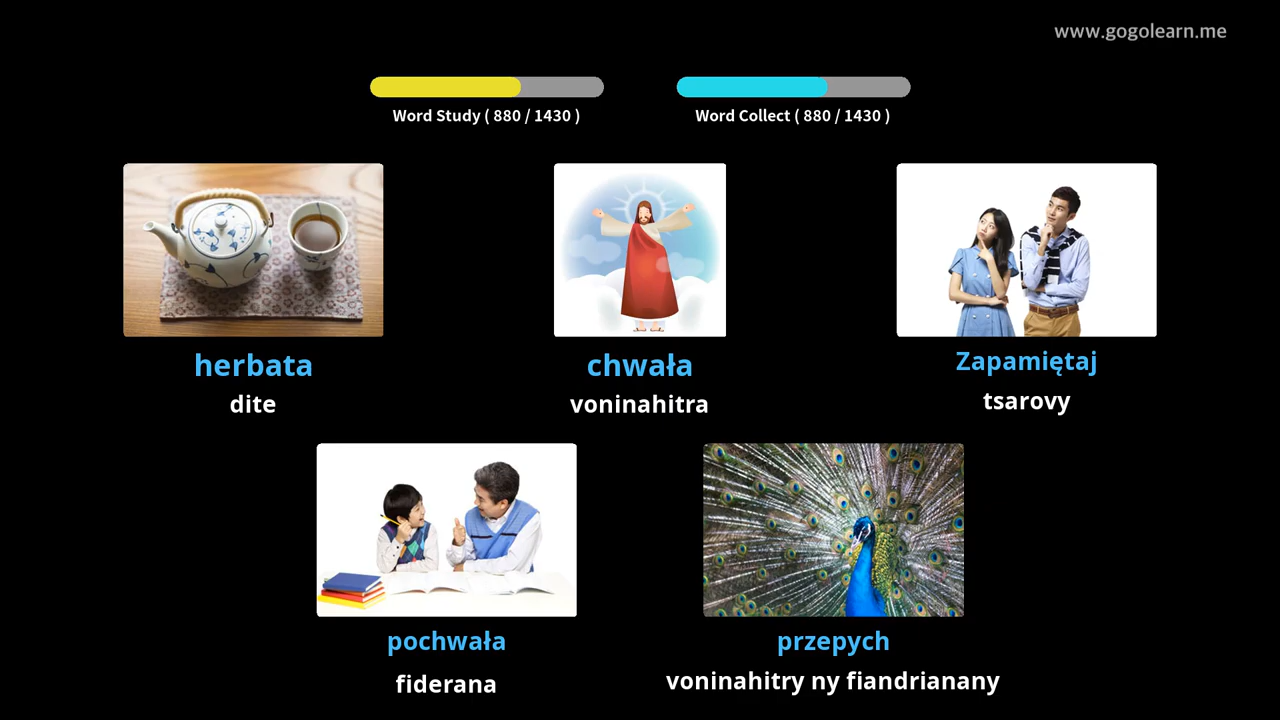 www.gogolearn.me
Word Study ( 880 / 1430 )
Word Collect ( 880 / 1430 )
herbata
dite
chwała
voninahitra
Zapamiętaj
tsarovy
pochwała
fiderana
przepych
voninahitry ny fiandrianany